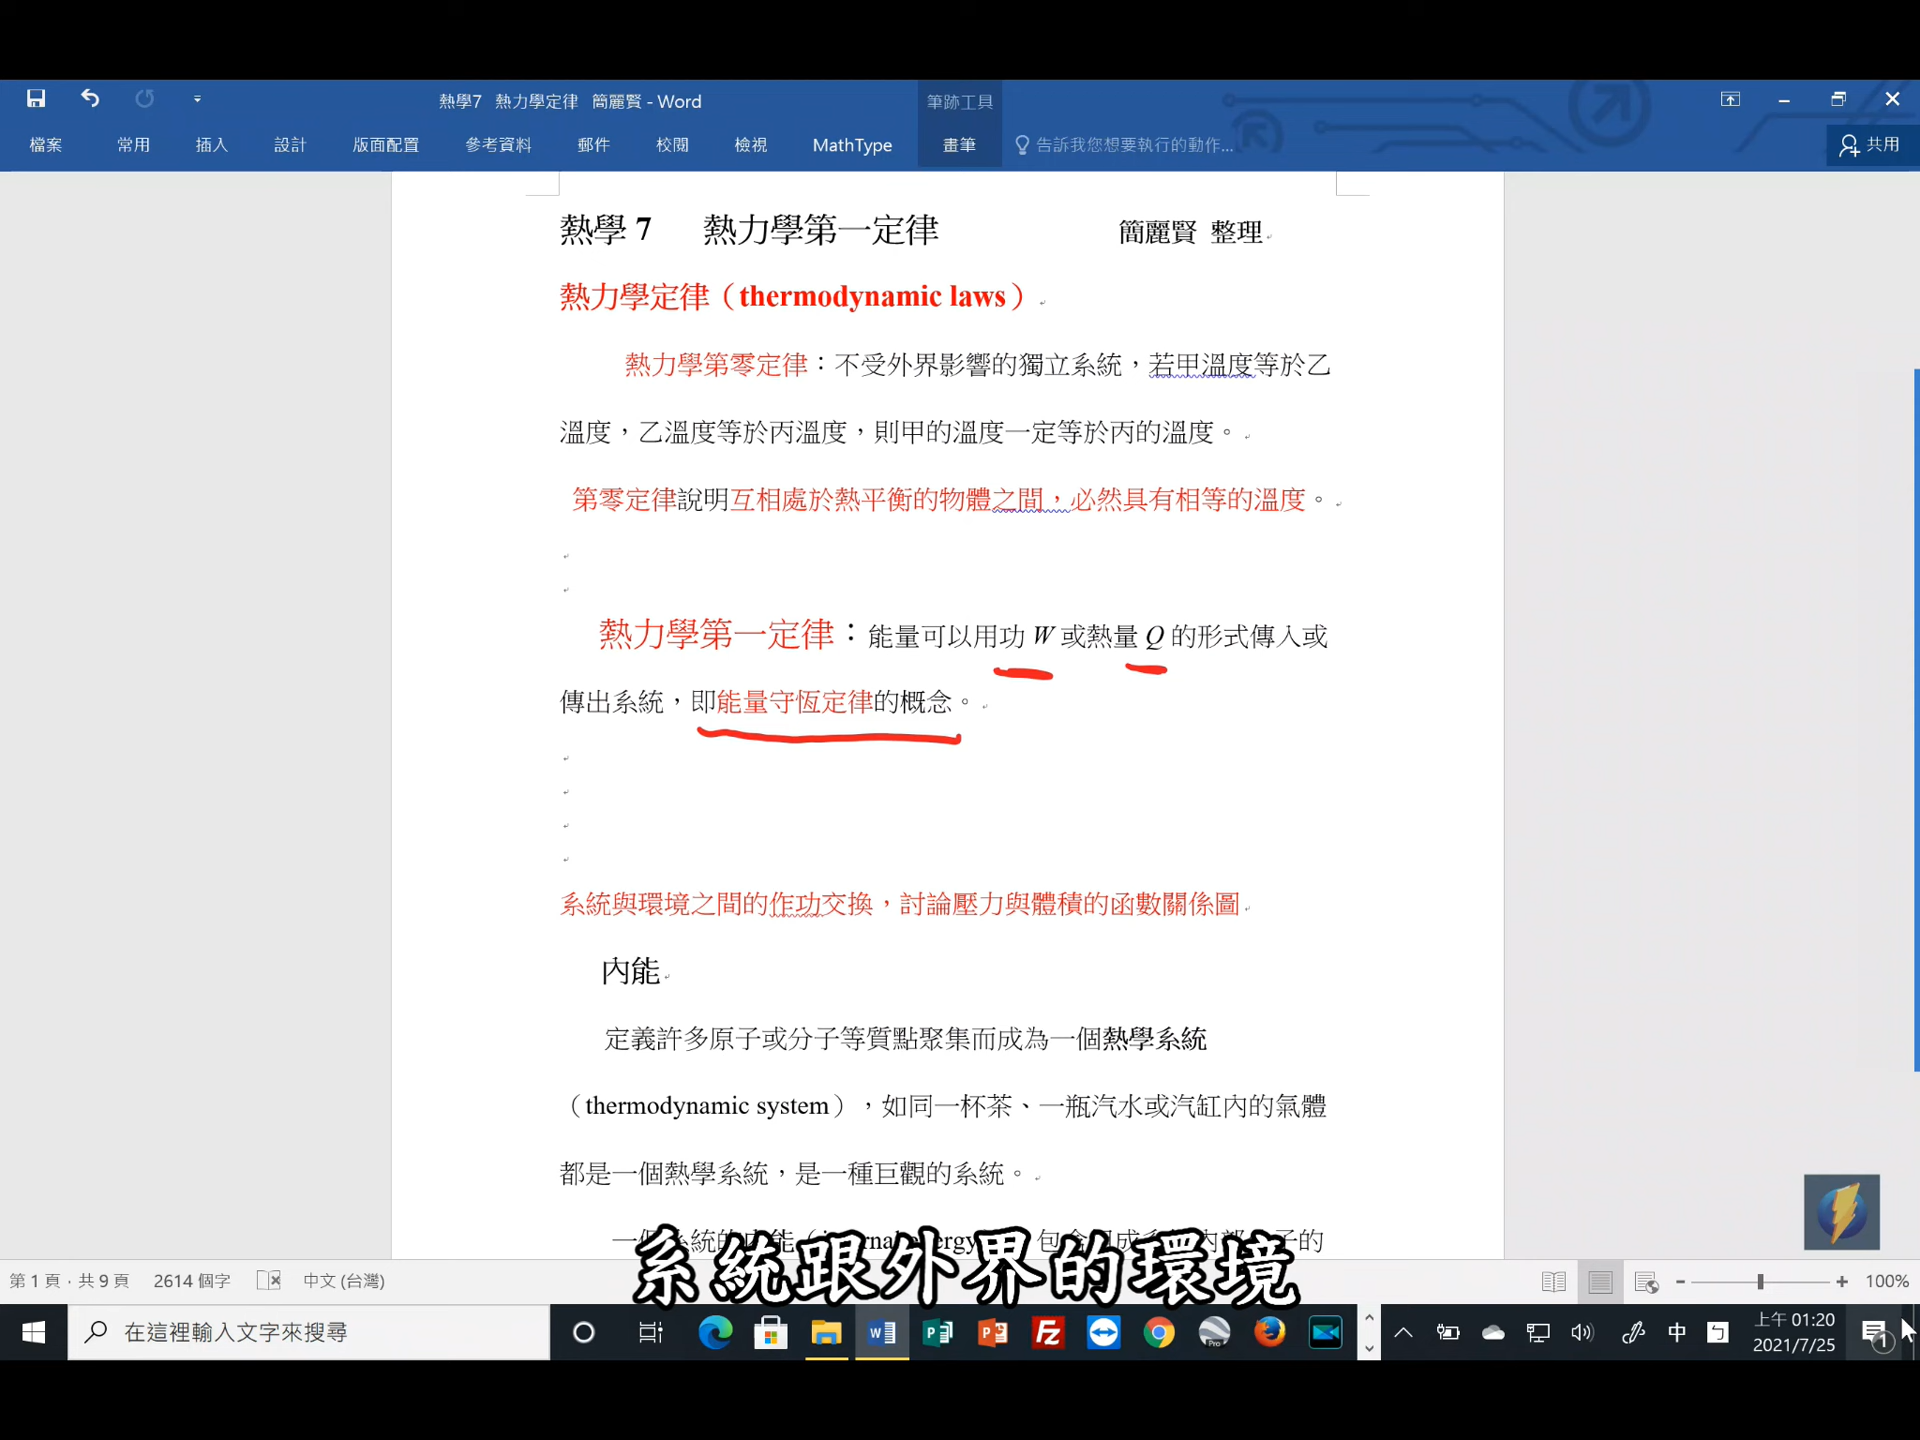 熱學7 熱力學定律 簡麗賢 - Word
筆跡工具
檔案 常用 插入 設計 版面配置 參考資料 郵件 校閱 檢視 MathType 畫筆 告訴我您想要執行的動作... 共用
熱學 7 熱力學第一定律 簡麗賢 整理
熱力學定律（thermodynamic laws）
熱力學第零定律：不受外界影響的獨立系統，若甲溫度等於乙
溫度，乙溫度等於丙溫度，則甲的溫度一定等於丙的溫度。
第零定律說明互相處於熱平衡的物體之間，必然具有相等的溫度。
熱力學第一定律：能量可以用功 W 或熱量 Q 的形式傳入或
傳出系統，即能量守恆定律的概念。
系統與環境之間的作功交換，討論壓力與體積的函數關係圖
內能
定義許多原子或分子等質點聚集而成為一個熱學系統
（thermodynamic system），如同一杯茶、一瓶汽水或汽缸內的氣體
都是一個熱學系統，是一種巨觀的系統。
系統跟外界的環境
第 1 頁，共 9 頁 2614 個字 中文 (台灣) 100%
在這裡輸入文字來搜尋
中
上午 01:20
2021/7/25
1